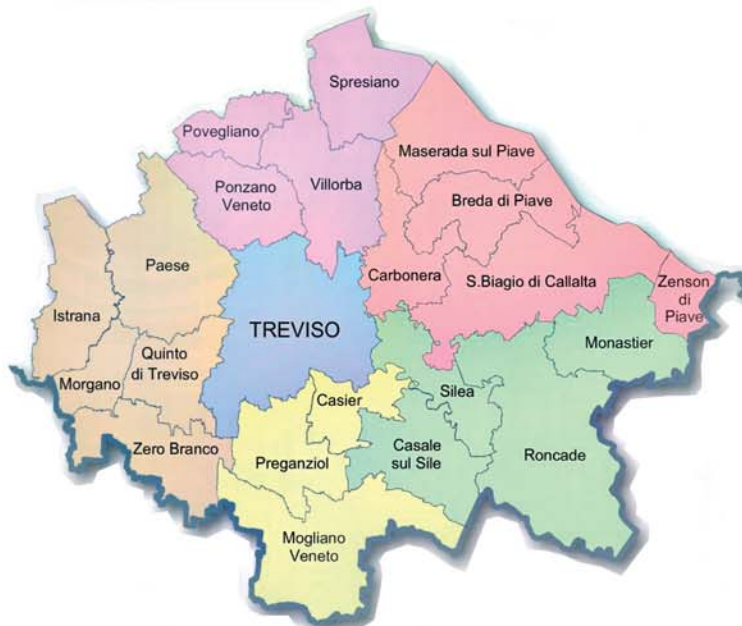 Spresiano
Povegliano
Maserada sul Piave
Ponzano
Veneto
Villorba
Breda di Piave
Paese
Carbonera
S.Biagio di Callalta
Zenson
di
Piave
Istrana
TREVISO
Monastier
Quinto
di Treviso
Morgano
Casier
Silea
Zero Branco
Preganziol
Casale
sul Sile
Roncade
Mogliano
Veneto